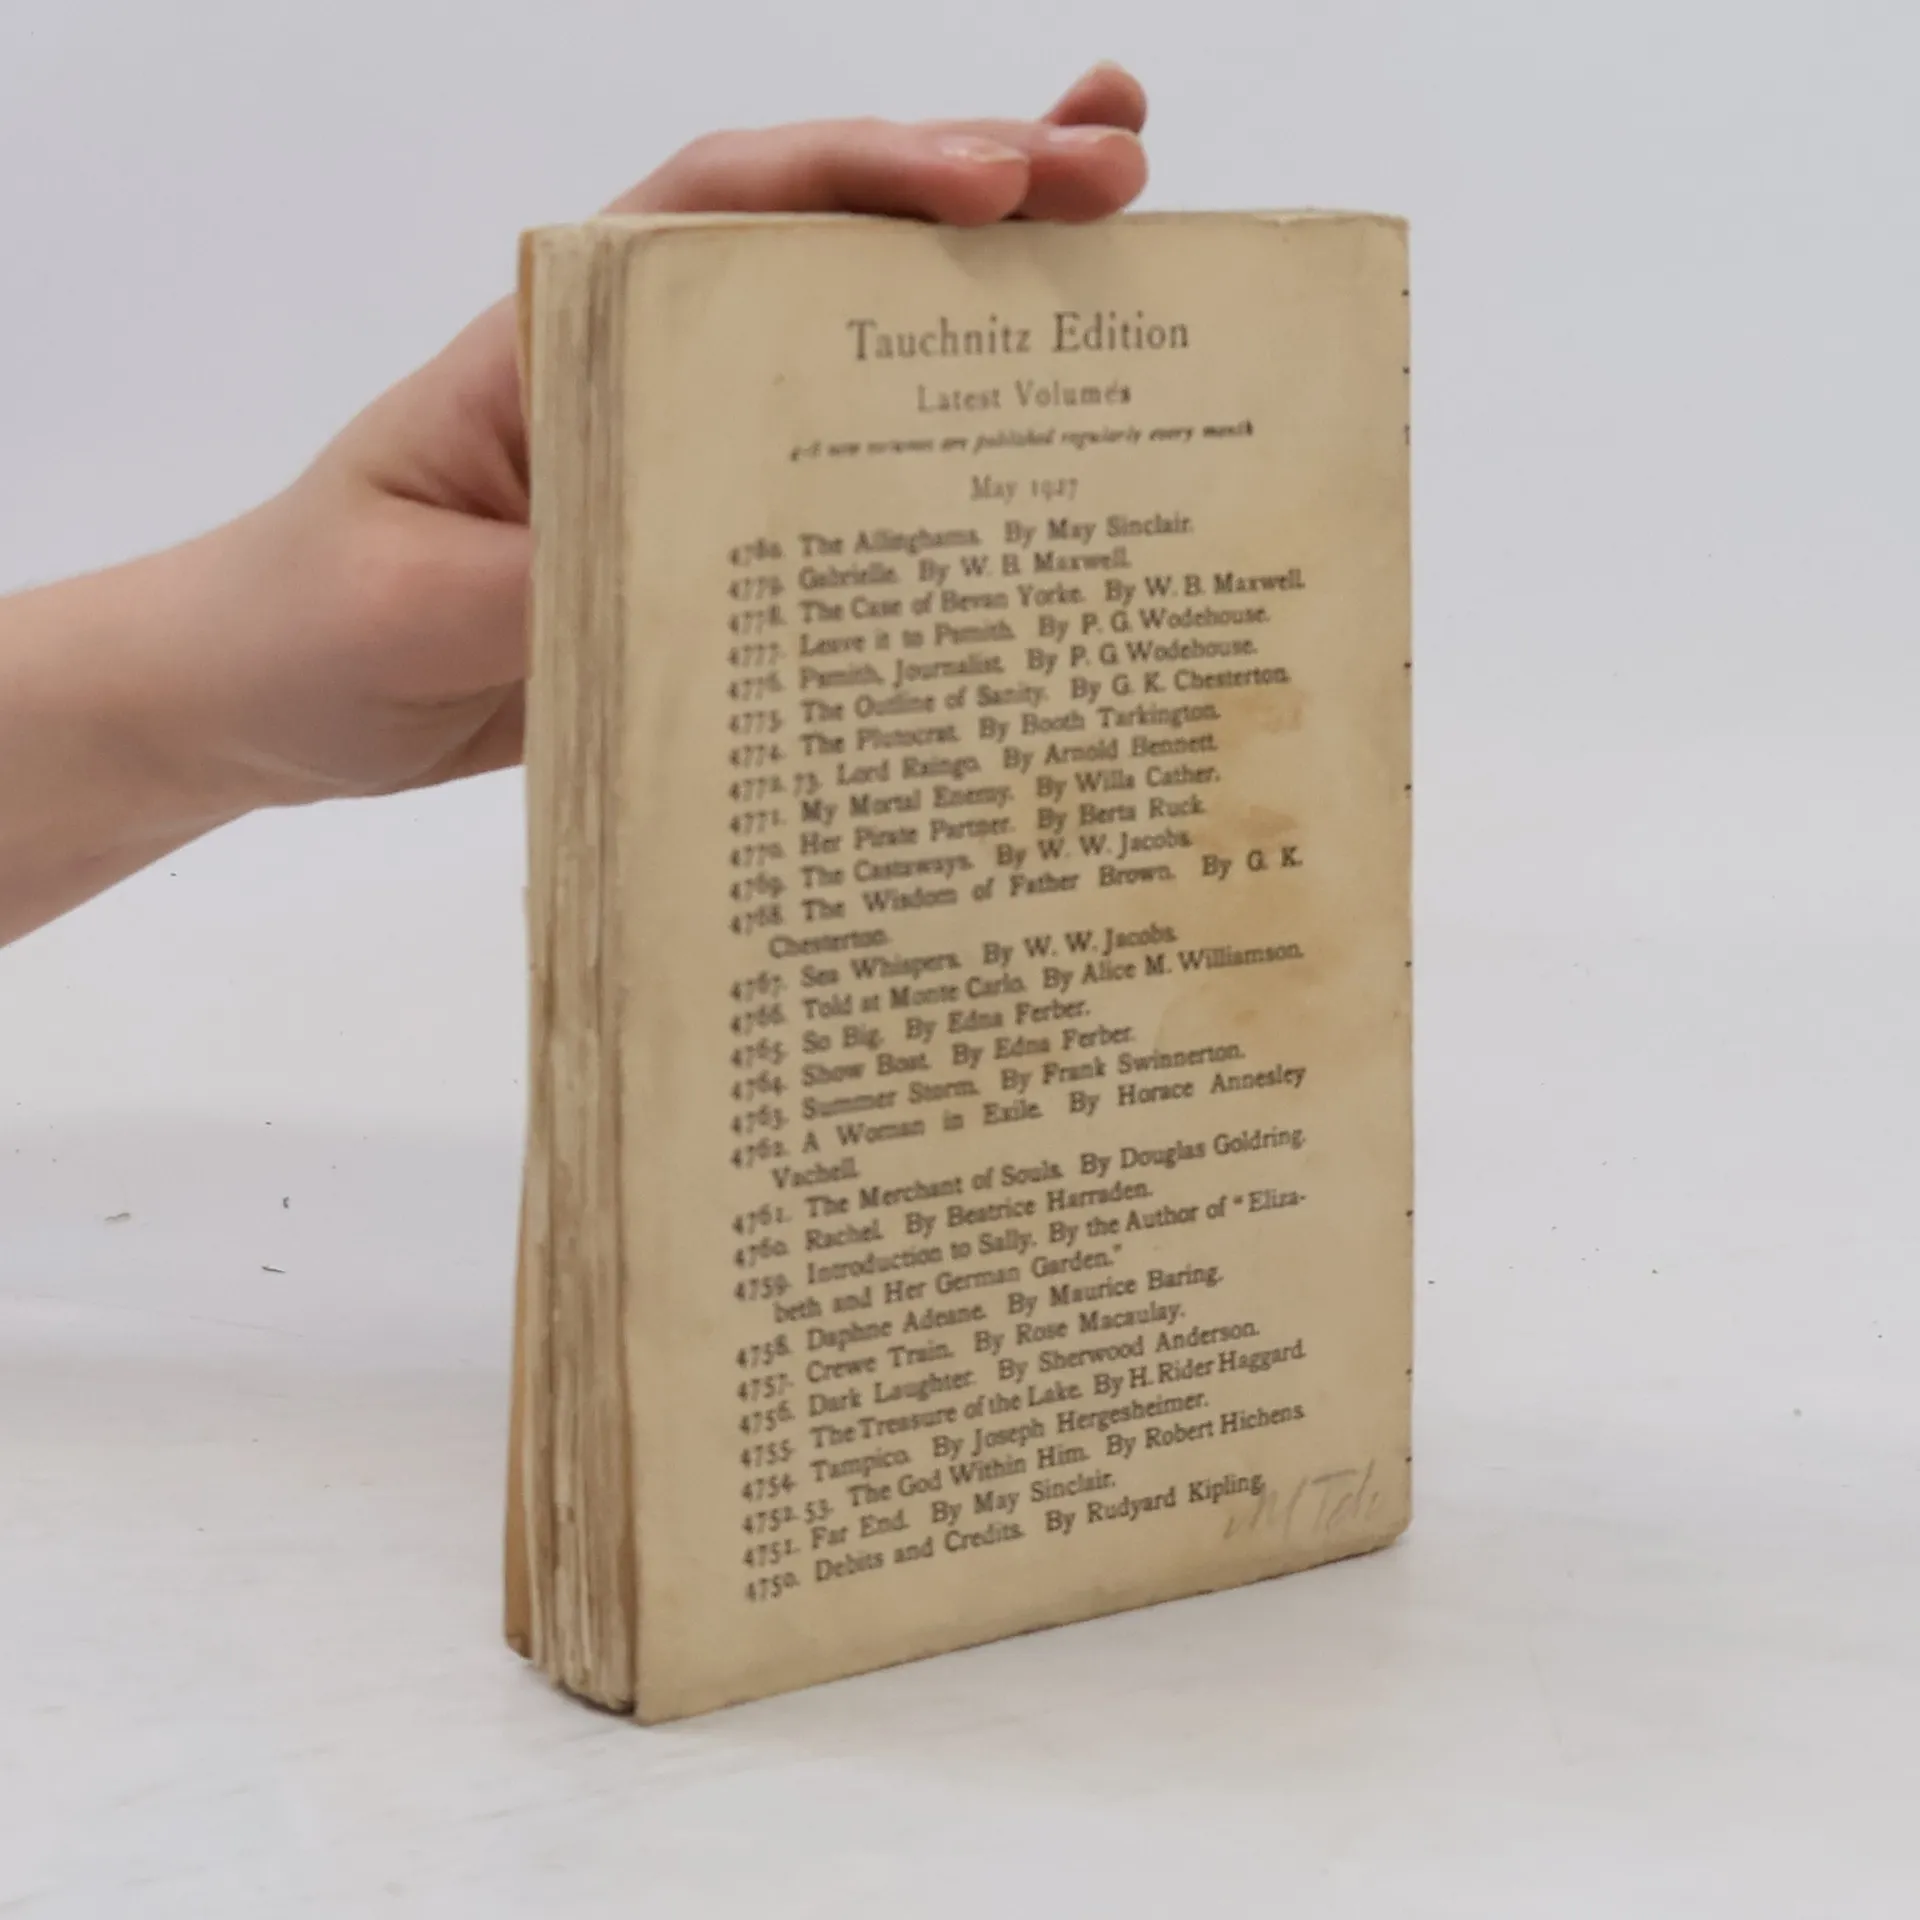 Tauchnitz Edition
Latest Volumes
new volumes are published regularly every month
May 1927
4780. The Allinghams. By May Sinclair.
4779. Gabrielle. By W. B. Maxwell.
4778. The Case of Bevan Yorke. By W. B. Maxwell.
4777. Leave it to Psmith. By P. G. Wodehouse.
4776. Psmith, Journalist. By P. G. Wodehouse.
4775. The Outline of Sanity. By G. K. Chesterton.
4774. The Plutocrat. By Booth Tarkington.
4772. 73. Lord Raingo. By Arnold Bennett.
4771. My Mortal Enemy. By Willa Cather.
4770. Her Pirate Partner. By Berta Ruck.
4769. The Castaways. By W. W. Jacobs.
4768. The Wisdom of Father Brown. By G. K.
Chesterton.
4767. Sea Whispers. By W. W. Jacobs.
4766. Told at Monte Carlo. By Alice M. Williamson.
4765. So Big. By Edna Ferber.
4764. Show Boat. By Edna Ferber.
4763. Summer Storm. By Frank Swinnerton.
4762. A Woman in Exile. By Horace Annesley
Vachell.
4761. The Merchant of Souls. By Douglas Goldring.
4760. Rachel. By Beatrice Harraden.
4759. Introduction to Sally. By the Author of "Eliza-
beth and Her German Garden."
4758. Daphne Adeane. By Maurice Baring.
4757. Crewe Train. By Rose Macaulay.
4756. Dark Laughter. By Sherwood Anderson.
4755. The Treasure of the Lake. By H. Rider Haggard.
4754. Tampico. By Joseph Hergesheimer.
4752. 53. The God Within Him. By Robert Hichens.
4751. Far End. By May Sinclair.
4750. Debits and Credits. By Rudyard Kipling.